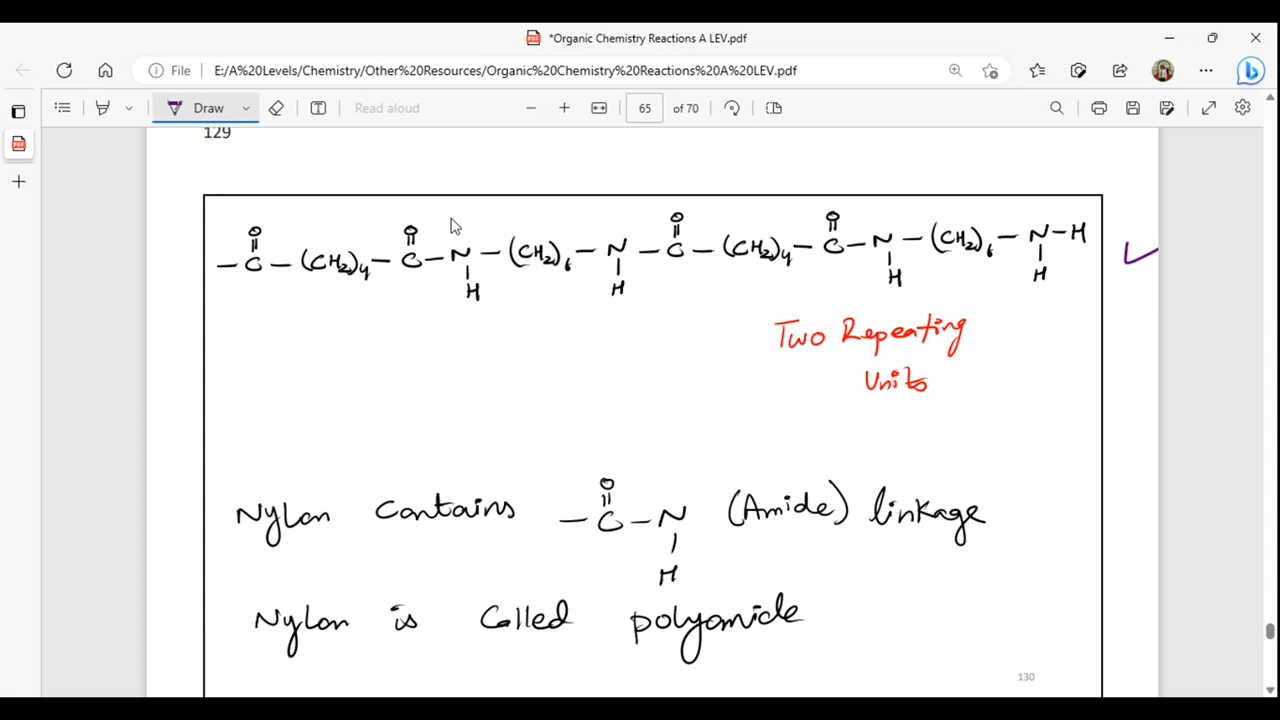 *Organic Chemistry Reactions A LEV.pdf
File E:/A%20Levels/Chemistry/Other%20Resources/Organic%20Chemistry%20Reactions%20A%20LEV.pdf
Draw Read aloud 65 of 70
129
O O O O
– C – (CH2)4 – C – N – (CH2)6 – N – C – (CH2)4 – C – N – (CH2)6 – N – H
H H H H
Two Repeating
Units
O
Nylon contains – C – N (Amide) linkage
H
Nylon is called polyamide
130